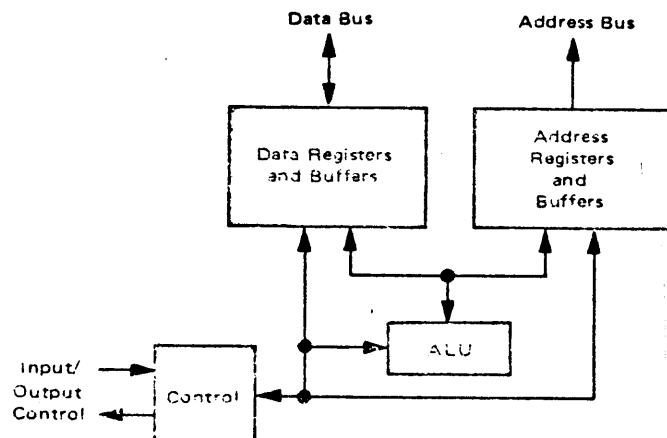 Data Bus
Address Bus
Data Registers
and Buffers
Address
Registers
and
Buffers
ALU
Input/
Output
Control
Control